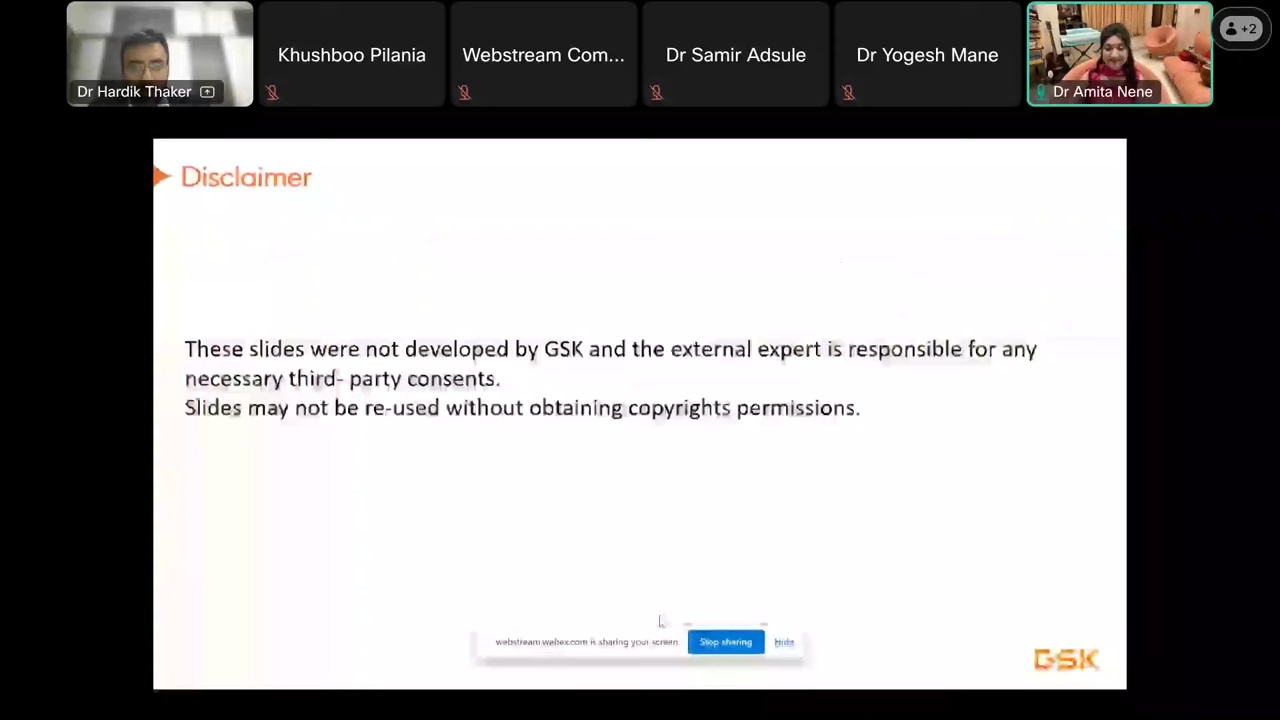 Dr Hardik Thaker
Khushboo Pilania
Webstream Com...
Dr Samir Adsule
Dr Yogesh Mane
Dr Amita Nene
+2
Disclaimer
These slides were not developed by GSK and the external expert is responsible for any
necessary third- party consents.
Slides may not be re-used without obtaining copyrights permissions.
webstream.webex.com is sharing your screen. Stop sharing Hide
GSK